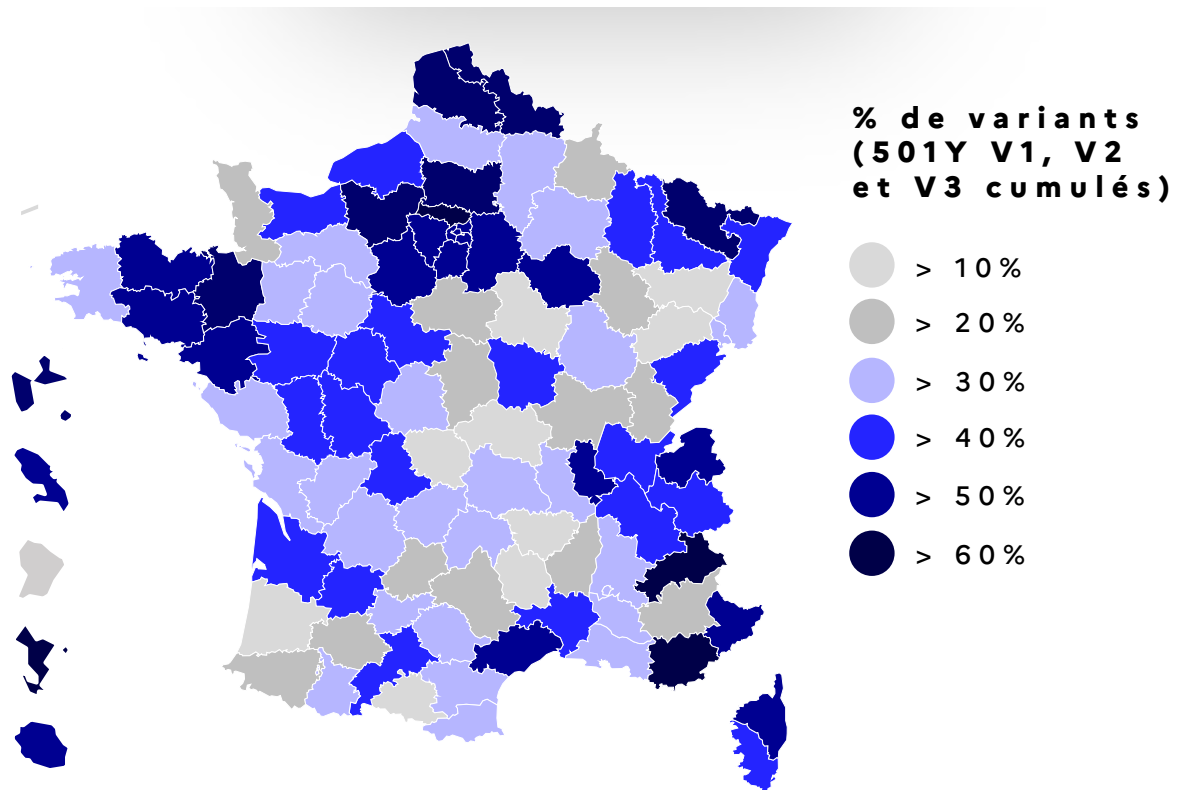 % de variants
(501Y V1, V2
et V3 cumulés)
> 10%
> 20%
> 30%
> 40%
> 50%
> 60%